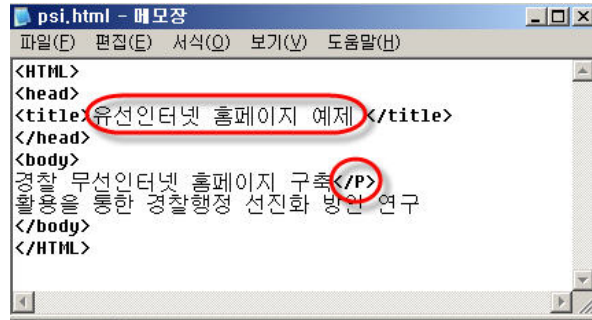 psi.html - 메모장
파일(F) 편집(E) 서식(O) 보기(V) 도움말(H)
<HTML>
<head>
<title>유선인터넷 홈페이지 예제 </title>
</head>
<body>
경찰 무선인터넷 홈페이지 구축</P>
활용을 통한 경찰행정 선진화 방안 연구
</body>
</HTML>